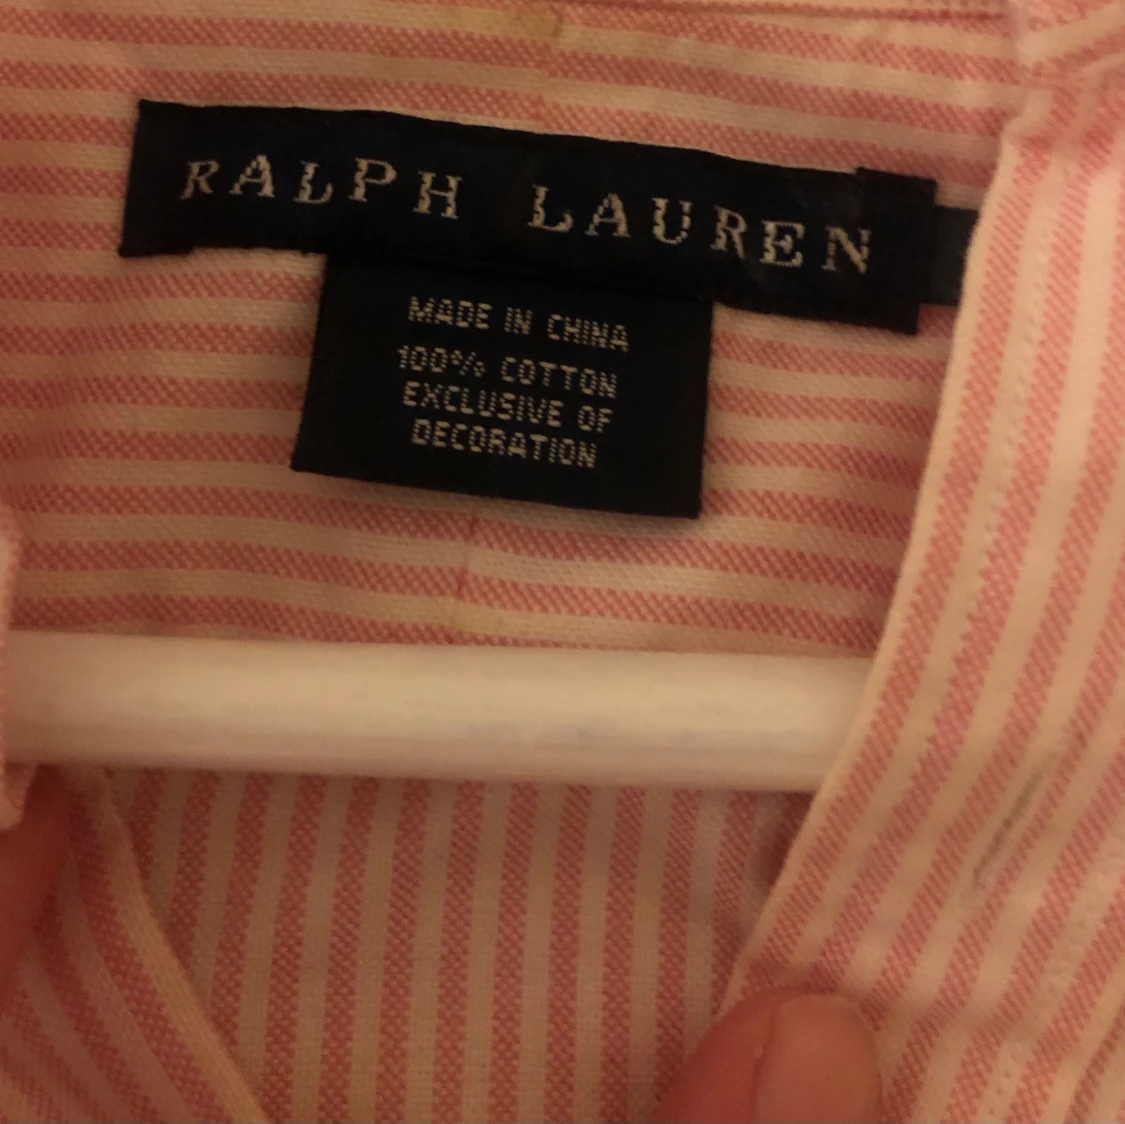 RALPH LAUREN
MADE IN CHINA
100% COTTON
EXCLUSIVE OF
DECORATION